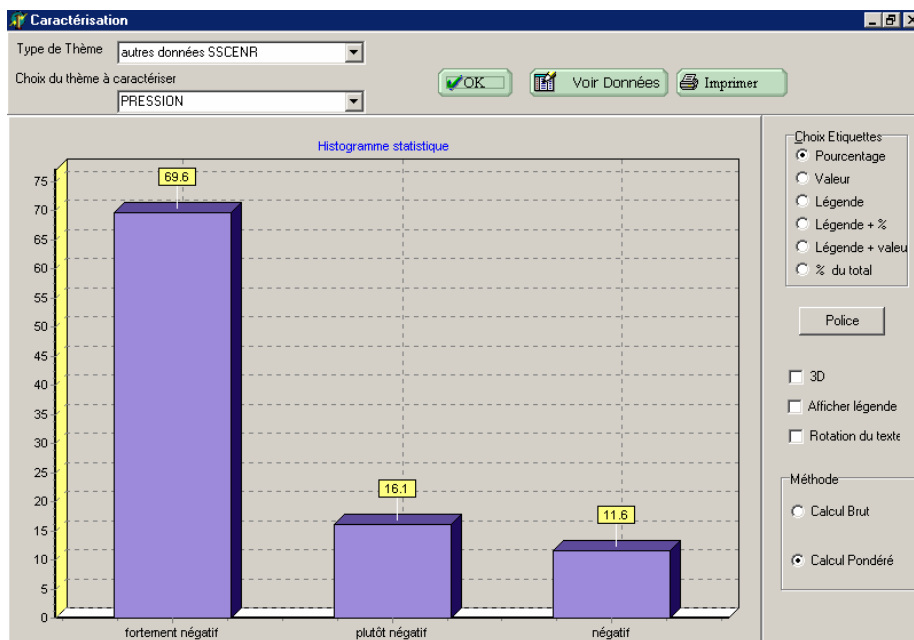 Caractérisation
Type de Thème
autres données SSCENR
Choix du thème à caractériser
PRESSION
OK
Voir Données
Imprimer
Histogramme statistique
75
70
65
60
55
50
45
40
35
30
25
20
15
10
5
0
69.6
16.1
11.6
fortement négatif
plutôt négatif
négatif
Choix Etiquettes
Pourcentage
Valeur
Légende
Légende + %
Légende + valeu
% du total
Police
3D
Afficher légende
Rotation du texte
Méthode
Calcul Brut
Calcul Pondéré